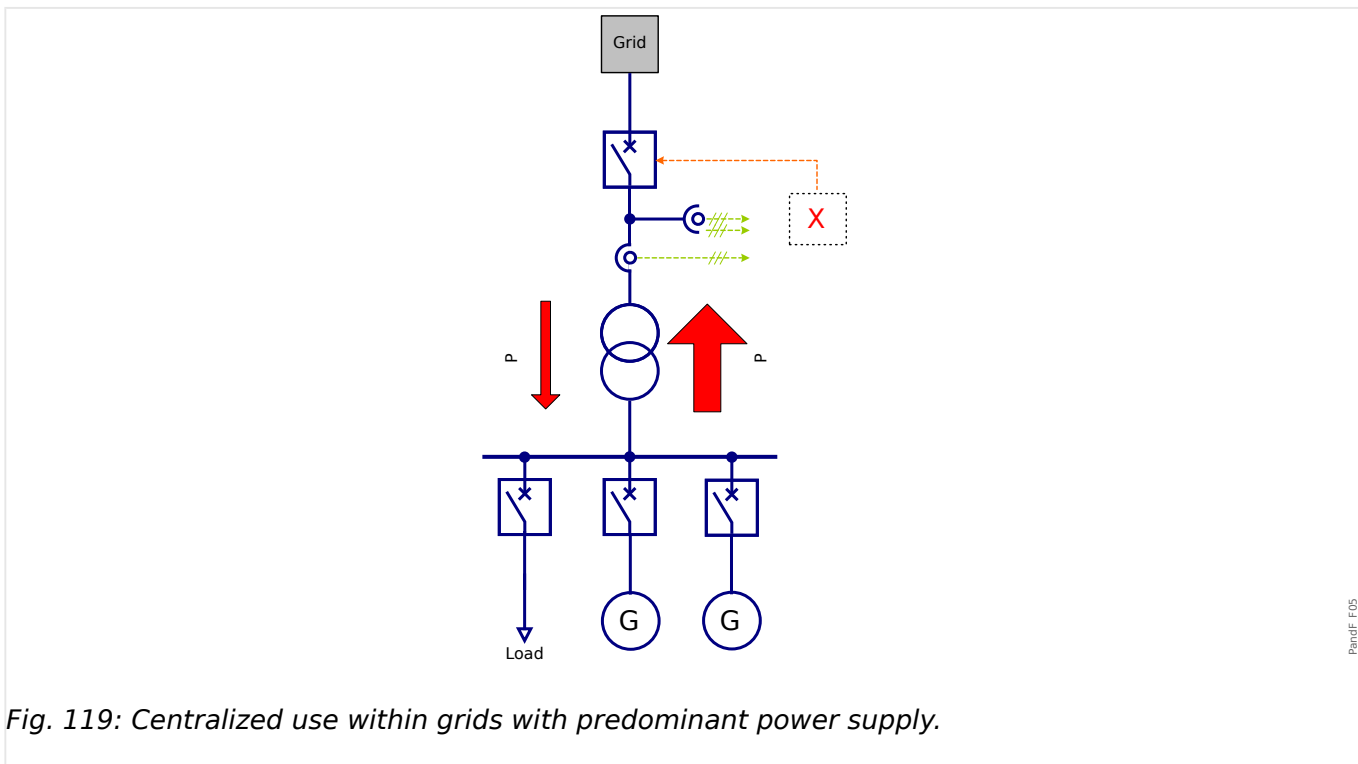 Grid
X
P
P
G
G
Load
PandF_F05
Fig. 119: Centralized use within grids with predominant power supply.